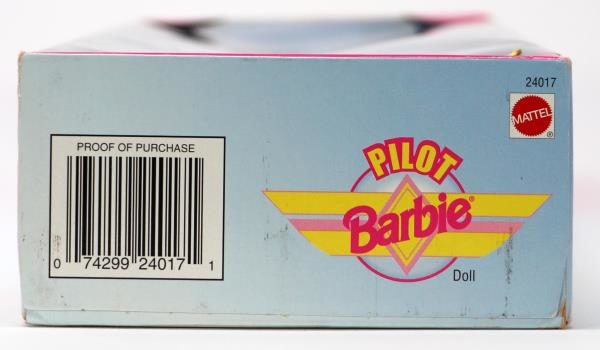 24017
MATTEL
®
PROOF OF PURCHASE
0 74299 24017 1
PILOT
Barbie®
Doll